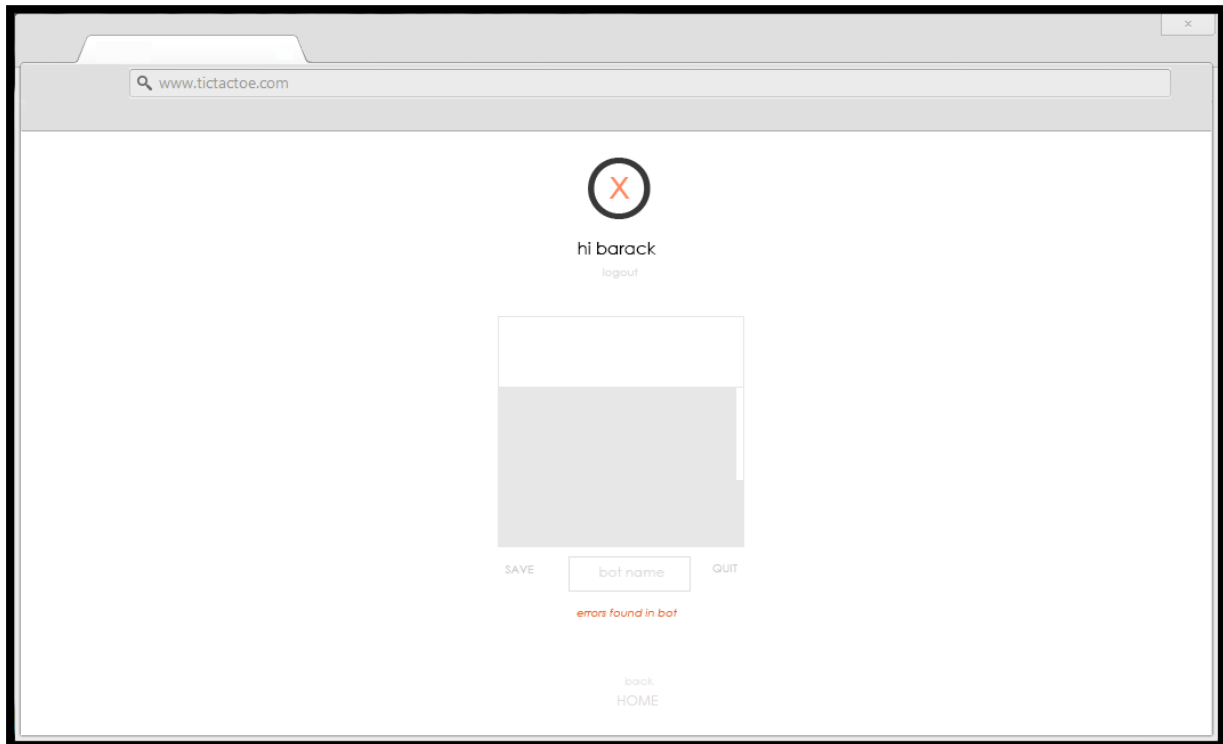 ×
www.tictactoe.com
X
hi barack
logout
SAVE
bot name
QUIT
errors found in bot
back
HOME